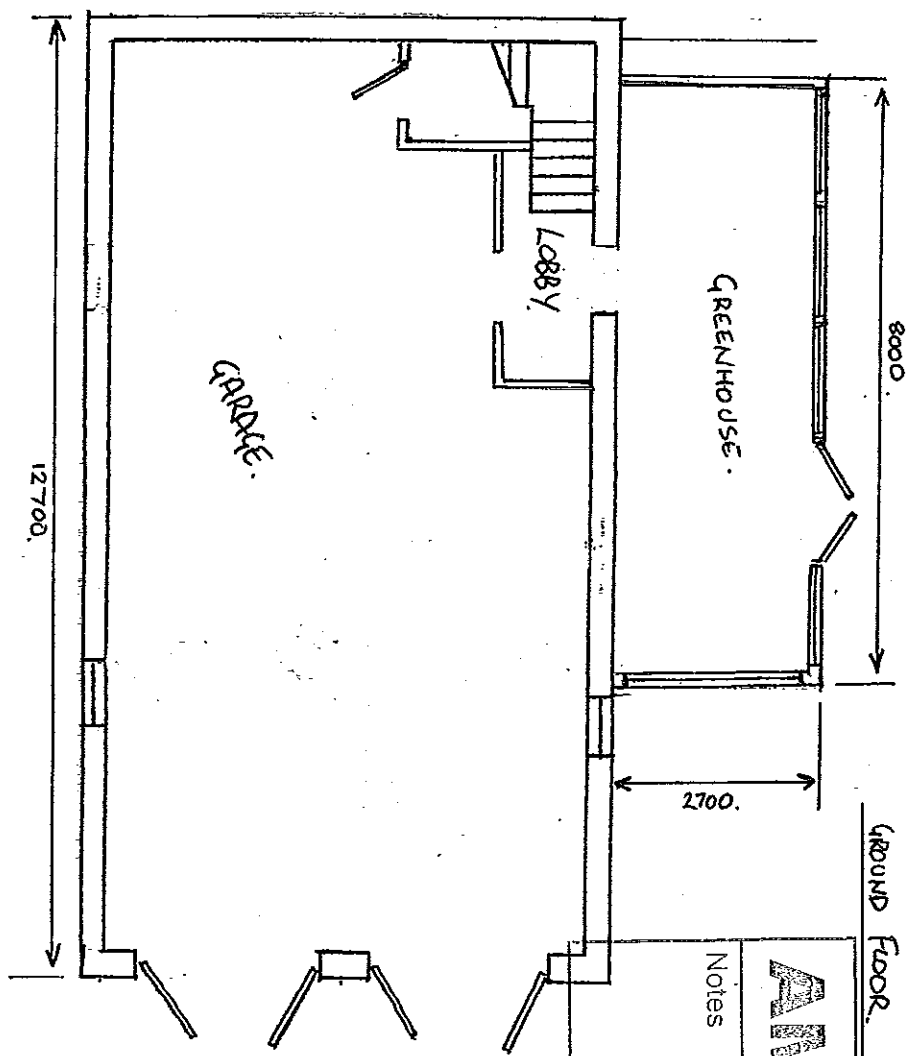 8000
GREENHOUSE.
LOBBY.
GARAGE.
12700.
2700.
GROUND FLOOR.
Notes